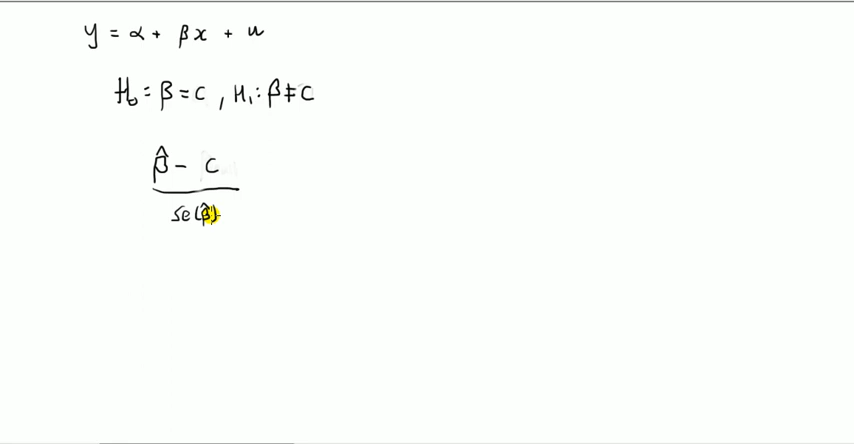 y = α + βx + u
H₀ = β = c , H₁ : β ≠ c
β̂ - c
se(β̂)